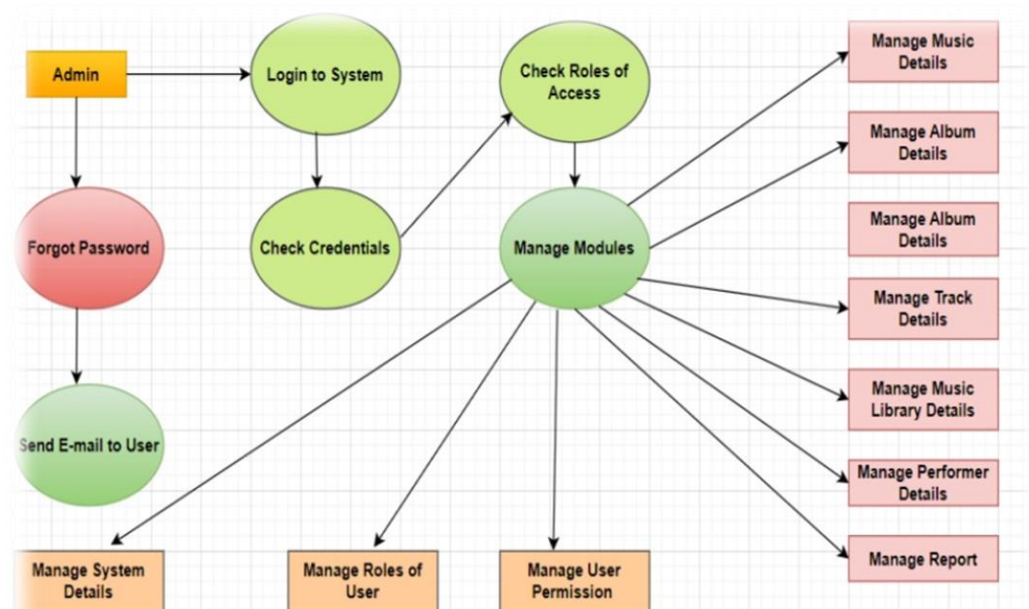 Admin
Login to System
Check Roles of
Access
Manage Music
Details
Manage Album
Details
Forgot Password
Check Credentials
Manage Modules
Manage Album
Details
Manage Track
Details
Manage Music
Library Details
Send E-mail to User
Manage Performer
Details
Manage Report
Manage System
Details
Manage Roles of
User
Manage User
Permission